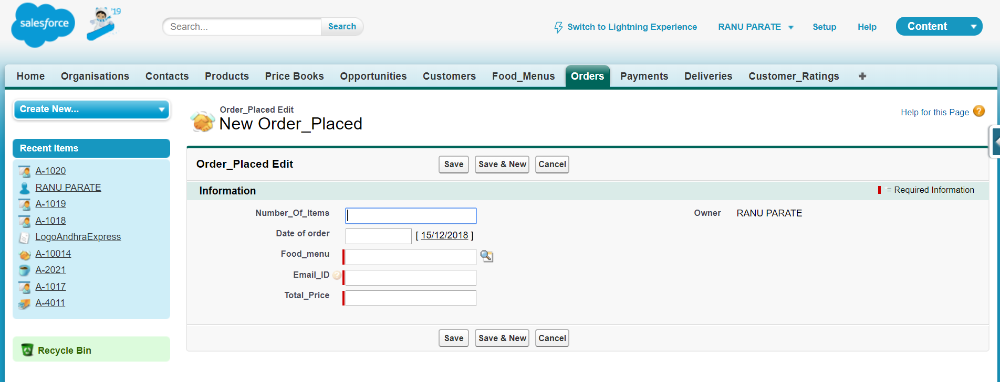 salesforce
'19
Search...
Search
Switch to Lightning Experience
RANU PARATE
Setup
Help
Content
Home Organisations Contacts Products Price Books Opportunities Customers Food_Menus Orders Payments Deliveries Customer_Ratings +
Create New...
Recent Items
A-1020
RANU PARATE
A-1019
A-1018
LogoAndhraExpress
A-10014
A-2021
A-1017
A-4011
Recycle Bin
Order_Placed Edit
New Order_Placed
Help for this Page ?
Order_Placed Edit
Save
Save & New
Cancel
Information
= Required Information
Number_Of_Items
Owner RANU PARATE
Date of order
[ 15/12/2018 ]
Food_menu
Email_ID ?
Total_Price
Save
Save & New
Cancel